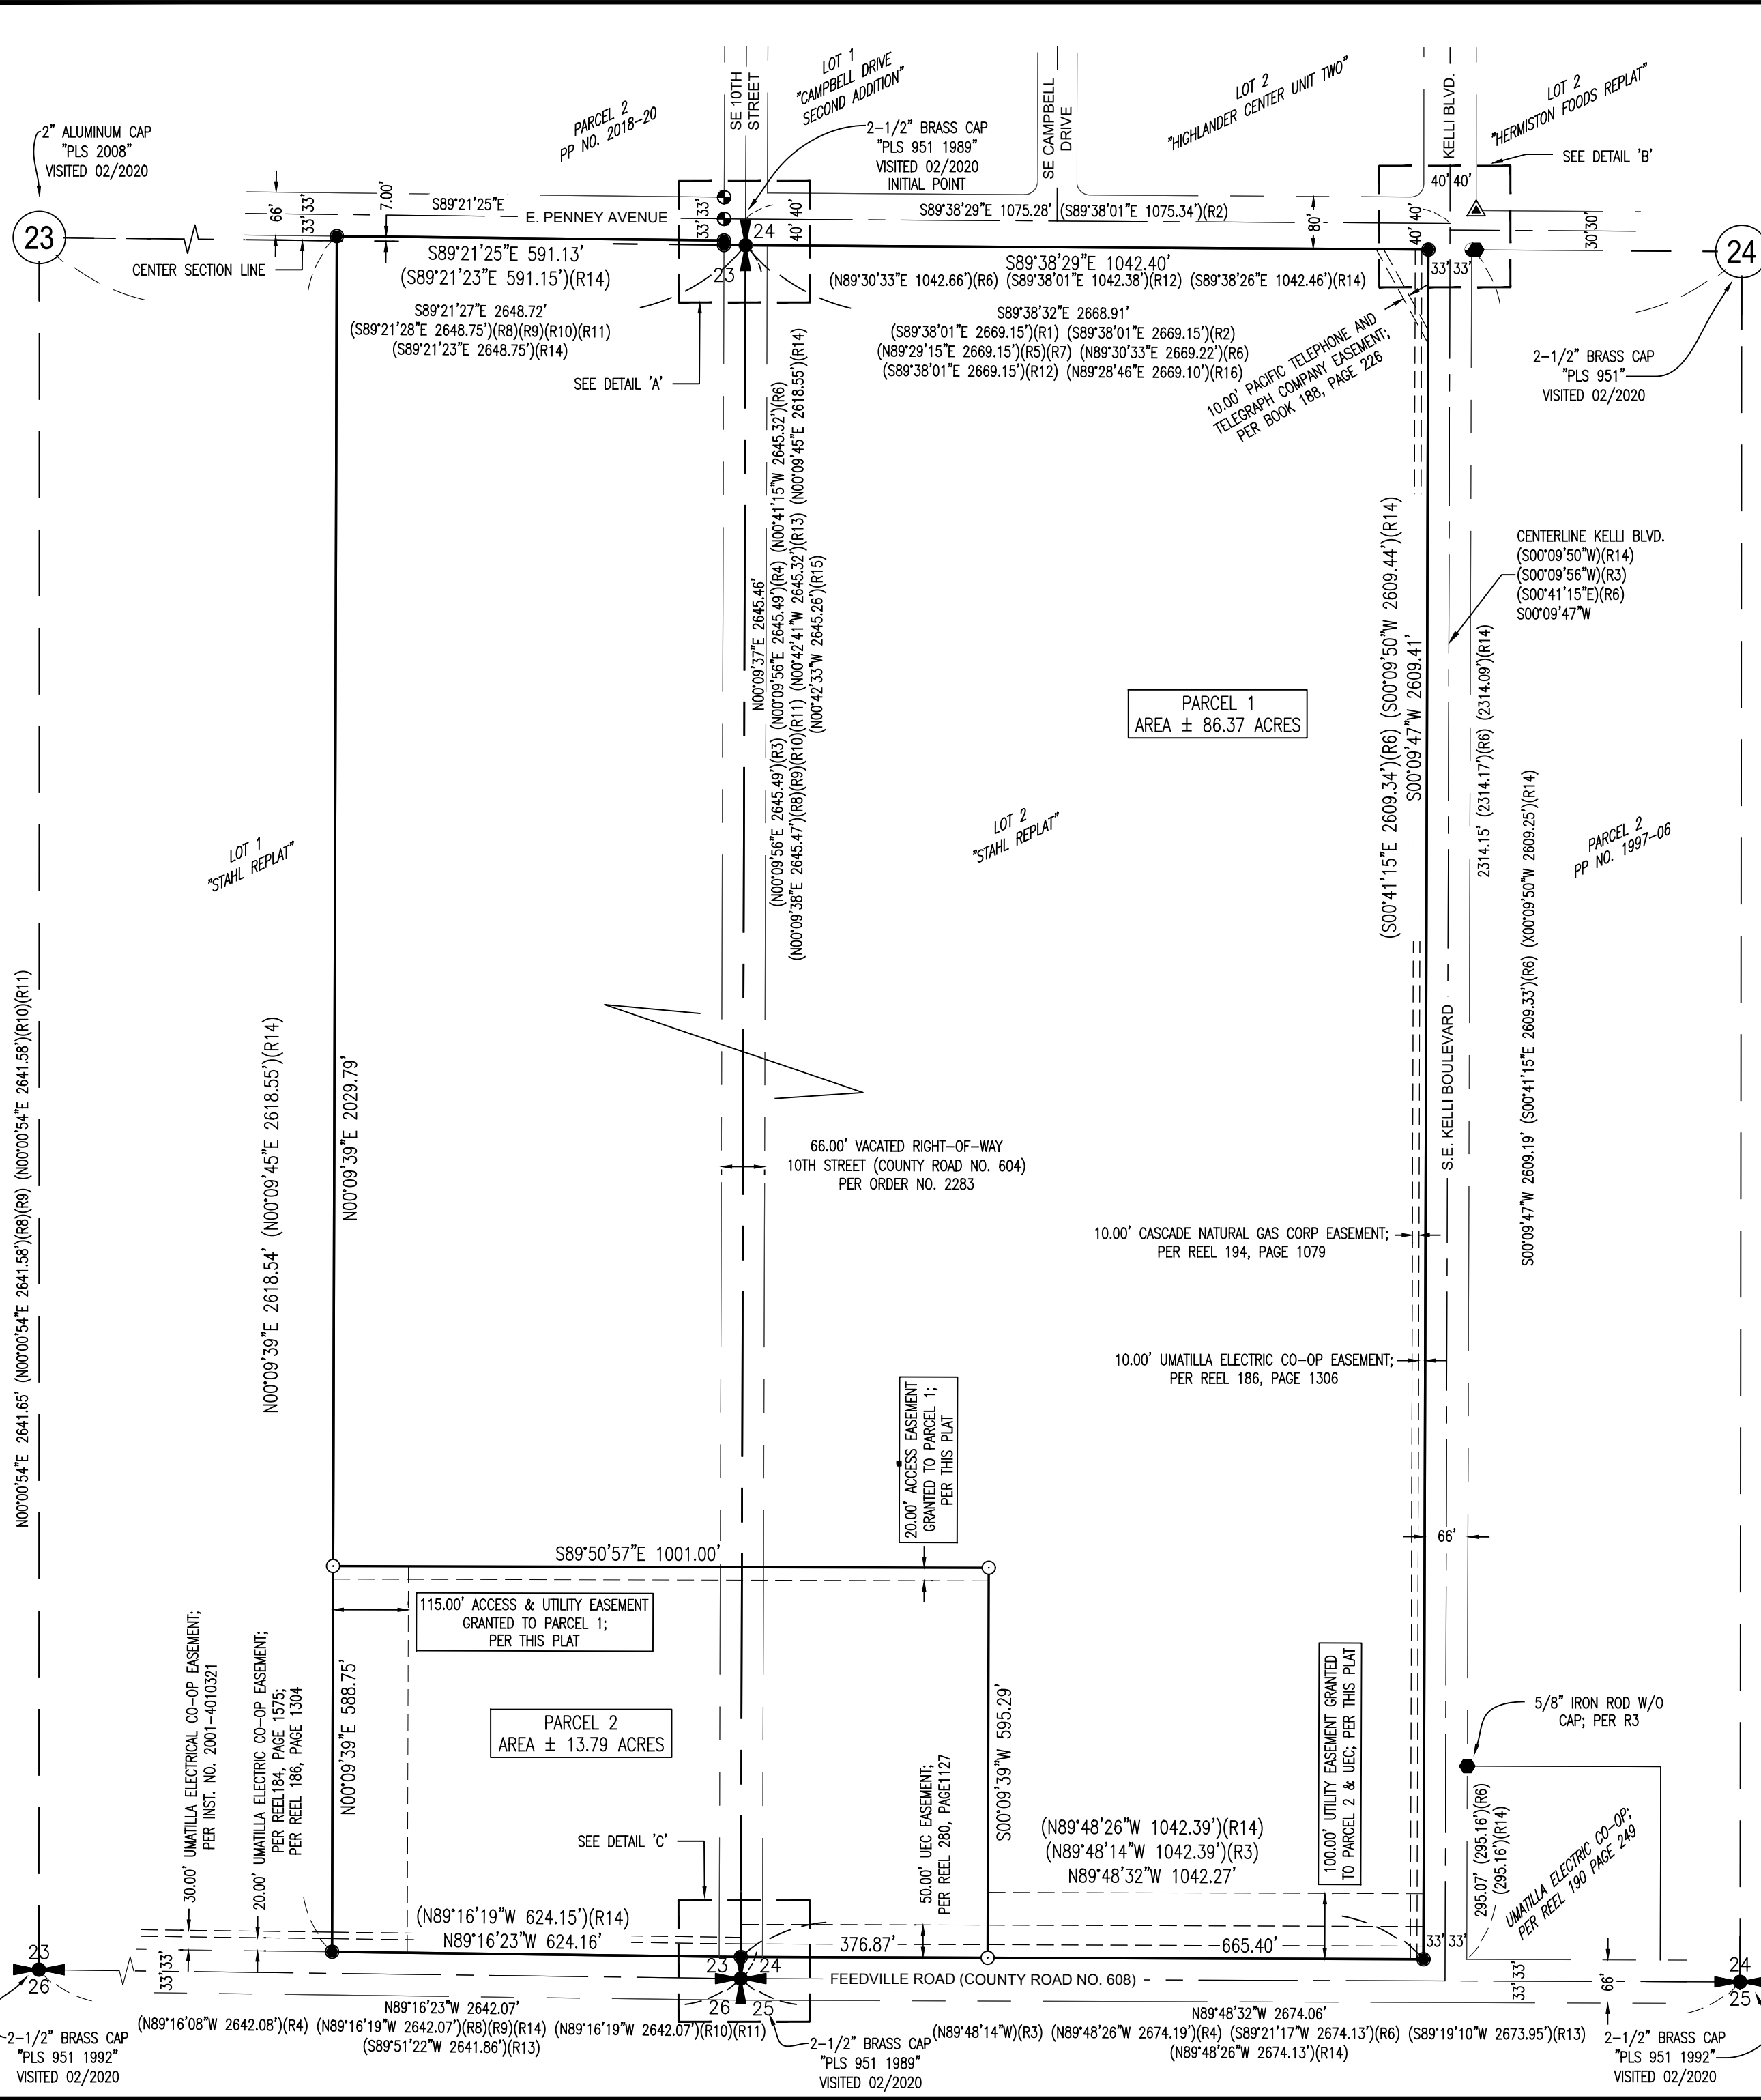 2" ALUMINUM CAP
"PLS 2008"
VISITED 02/2020
23
CENTER SECTION LINE
66'
33' 33'
7.00'
S89°21'25"E
E. PENNEY AVENUE
PARCEL 2
PP NO. 2018-20
SE 10TH
STREET
LOT 1
"CAMPBELL DRIVE
SECOND ADDITION"
2-1/2" BRASS CAP
"PLS 951 1989"
VISITED 02/2020
INITIAL POINT
SE CAMPBELL
DRIVE
LOT 2
"HIGHLANDER CENTER UNIT TWO"
KELLI BLVD.
LOT 2
"HERMISTON FOODS REPLAT"
SEE DETAIL 'B'
40' 40'
40' 40'
33' 33'
30'30'
24
33'33'
40' 40'
24
23
S89°38'29"E 1075.28' (S89°38'01"E 1075.34')(R2)
80'
S89°21'25"E 591.13'
(S89°21'23"E 591.15')(R14)
S89°21'27"E 2648.72'
(S89°21'28"E 2648.75')(R8)(R9)(R10)(R11)
(S89°21'23"E 2648.75')(R14)
SEE DETAIL 'A'
S89°38'29"E 1042.40'
(N89°30'33"E 1042.66')(R6) (S89°38'01"E 1042.38')(R12) (S89°38'26"E 1042.46')(R14)
S89°38'32"E 2668.91'
(S89°38'01"E 2669.15')(R1) (S89°38'01"E 2669.15')(R2)
(N89°29'15"E 2669.15')(R5)(R7) (N89°30'33"E 2669.22')(R6)
(S89°38'01"E 2669.15')(R12) (N89°28'46"E 2669.10')(R16)
10.00' PACIFIC TELEPHONE AND
TELEGRAPH COMPANY EASEMENT;
PER BOOK 188, PAGE 226
2-1/2" BRASS CAP
"PLS 951"
VISITED 02/2020
N00°09'37"E 2645.46'
(N00°09'56"E 2645.49')(R3) (N00°09'56"E 2645.49')(R4) (N00°41'15"W 2645.32')(R6)
(N00°09'38"E 2645.47')(R8)(R9)(R10)(R11) (N00°42'41"W 2645.32')(R13) (N00°09'45"E 2618.55')(R14)
(N00°42'33"W 2645.26')(R15)
CENTERLINE KELLI BLVD.
(S00°09'50"W)(R14)
(S00°09'56"W)(R3)
(S00°41'15"E)(R6)
S00°09'47"W
(S00°41'15"E 2609.34')(R6) (S00°09'50"W 2609.44')(R14)
S00°09'47"W 2609.41'
2314.15' (2314.17')(R6) (2314.09')(R14)
PARCEL 1
AREA ± 86.37 ACRES
LOT 1
"STAHL REPLAT"
LOT 2
"STAHL REPLAT"
PARCEL 2
PP NO. 1997-06
S00°09'47"W 2609.19' (S00°41'15"E 2609.33')(R6) (X00°09'50"W 2609.25')(R14)
N00°00'54"E 2641.65' (N00°00'54"E 2641.58')(R8)(R9) (N00°00'54"E 2641.58')(R10)(R11)
N00°09'39"E 2618.54' (N00°09'45"E 2618.55')(R14)
N00°09'39"E 2029.79'
S.E. KELLI BOULEVARD
66.00' VACATED RIGHT-OF-WAY
10TH STREET (COUNTY ROAD NO. 604)
PER ORDER NO. 2283
10.00' CASCADE NATURAL GAS CORP EASEMENT;
PER REEL 194, PAGE 1079
10.00' UMATILLA ELECTRIC CO-OP EASEMENT;
PER REEL 186, PAGE 1306
20.00' ACCESS EASEMENT
GRANTED TO PARCEL 1;
PER THIS PLAT
66'
S89°50'57"E 1001.00'
115.00' ACCESS & UTILITY EASEMENT
GRANTED TO PARCEL 1;
PER THIS PLAT
30.00' UMATILLA ELECTRICAL CO-OP EASEMENT;
PER INST. NO. 2001-4010321
20.00' UMATILLA ELECTRIC CO-OP EASEMENT;
PER REEL184, PAGE 1575;
PER REEL 186, PAGE 1304
N00°09'39"E 588.75'
PARCEL 2
AREA ± 13.79 ACRES
S00°09'39"W 595.29'
50.00' UEC EASEMENT;
PER REEL 280, PAGE1127
100.00' UTILITY EASEMENT GRANTED
TO PARCEL 2 & UEC; PER THIS PLAT
5/8" IRON ROD W/O
CAP; PER R3
295.07' (295.16')(R6)
(295.16')(R14)
UMATILLA ELECTRIC CO-OP;
PER REEL 190 PAGE 249
SEE DETAIL 'C'
(N89°48'26"W 1042.39')(R14)
(N89°48'14"W 1042.39')(R3)
N89°48'32"W 1042.27'
(N89°16'19"W 624.15')(R14)
N89°16'23"W 624.16'
376.87'
665.40'
33' 33'
23
26
33'33'
23
24
26
25
FEEDVILLE ROAD (COUNTY ROAD NO. 608)
33'33'
66'
24
25
2-1/2" BRASS CAP
"PLS 951 1992"
VISITED 02/2020
N89°16'23"W 2642.07'
(N89°16'08"W 2642.08')(R4) (N89°16'19"W 2642.07')(R8)(R9)(R14) (N89°16'19"W 2642.07')(R10)(R11)
(S89°51'22"W 2641.86')(R13)
2-1/2" BRASS CAP
"PLS 951 1989"
VISITED 02/2020
N89°48'32"W 2674.06'
(N89°48'14"W)(R3) (N89°48'26"W 2674.19')(R4) (S89°21'17"W 2674.13')(R6) (S89°19'10"W 2673.95')(R13)
(N89°48'26"W 2674.13')(R14)
2-1/2" BRASS CAP
"PLS 951 1992"
VISITED 02/2020